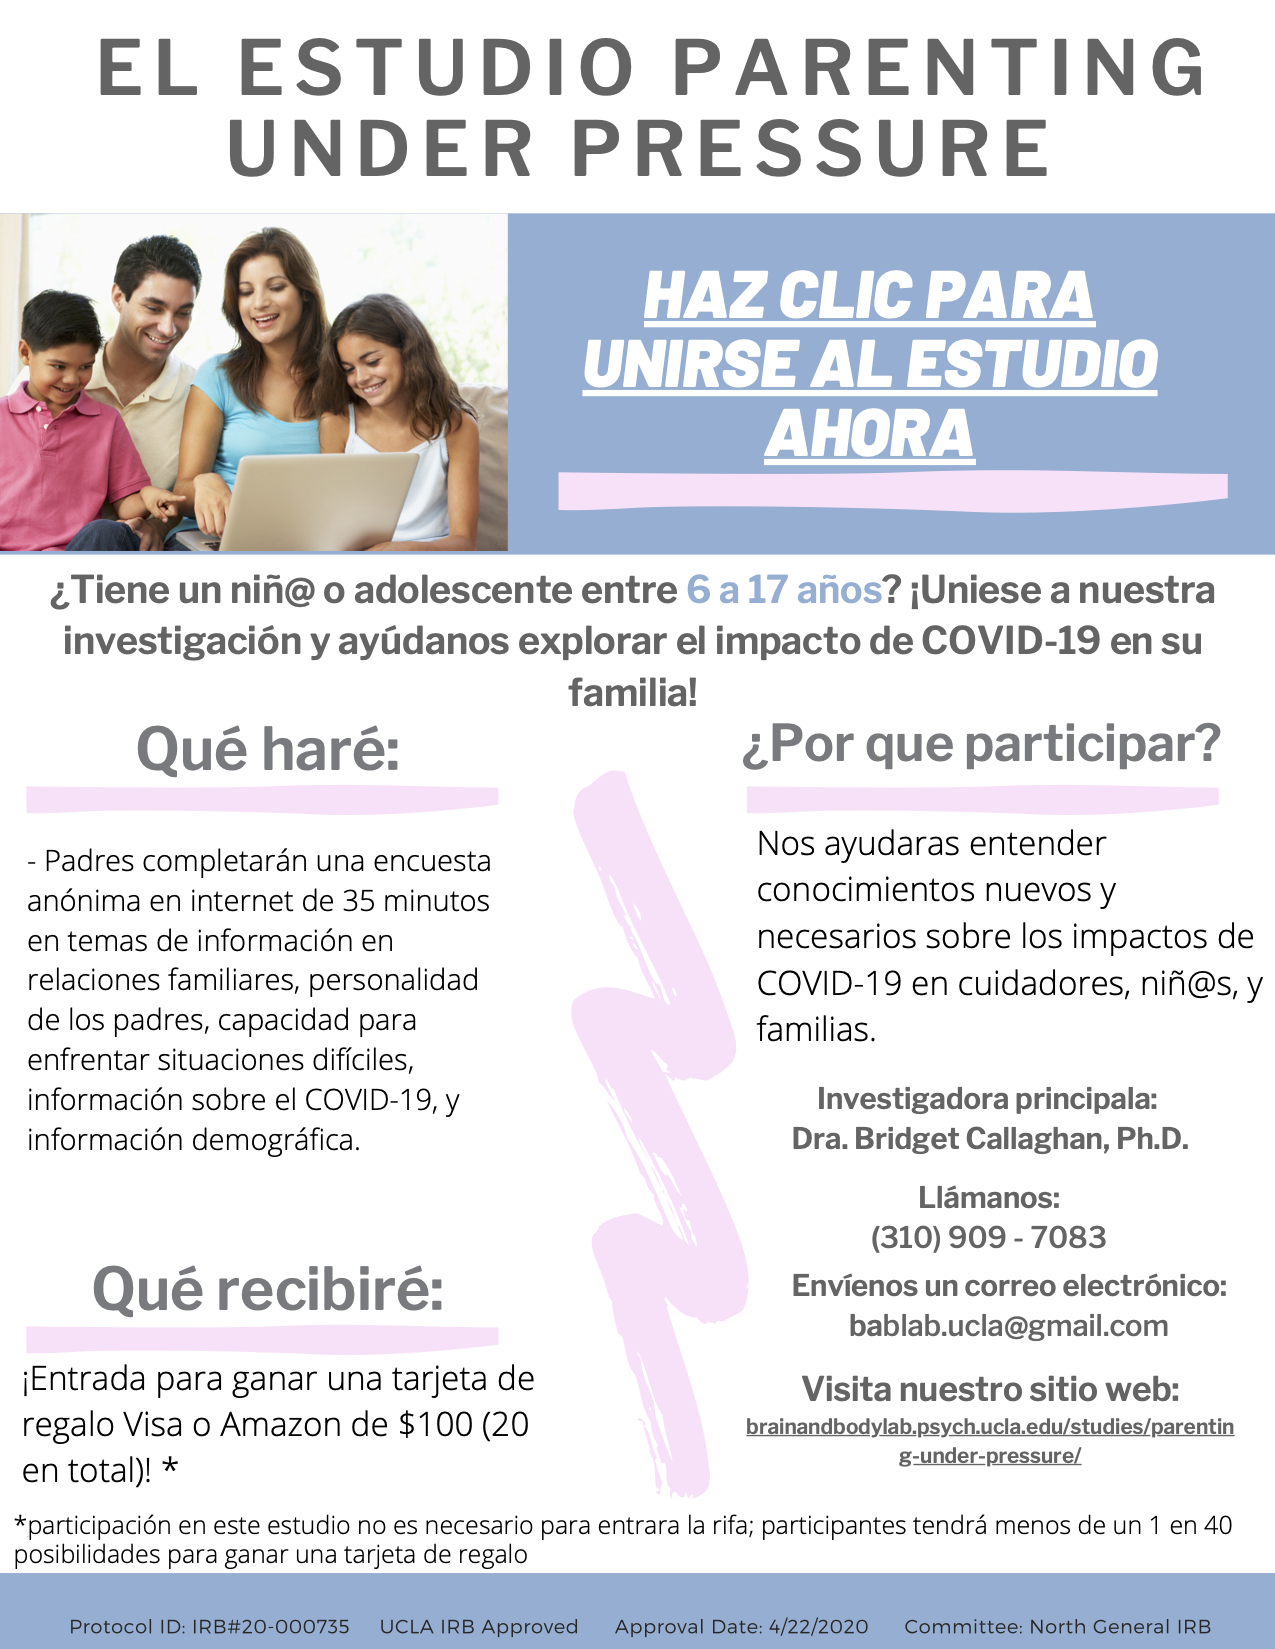 EL ESTUDIO PARENTING
UNDER PRESSURE
HAZ CLIC PARA
UNIRSE AL ESTUDIO
AHORA
¿Tiene un niñ@ o adolescente entre 6 a 17 años? ¡Uniese a nuestra
investigación y ayúdanos explorar el impacto de COVID-19 en su
familia!
Qué haré:
- Padres completarán una encuesta
anónima en internet de 35 minutos
en temas de información en
relaciones familiares, personalidad
de los padres, capacidad para
enfrentar situaciones difíciles,
información sobre el COVID-19, y
información demográfica.
Qué recibiré:
¡Entrada para ganar una tarjeta de
regalo Visa o Amazon de $100 (20
en total)! *
¿Por que participar?
Nos ayudaras entender
conocimientos nuevos y
necesarios sobre los impactos de
COVID-19 en cuidadores, niñ@s, y
familias.
Investigadora principala:
Dra. Bridget Callaghan, Ph.D.
Llámanos:
(310) 909 - 7083
Envíenos un correo electrónico:
bablab.ucla@gmail.com
Visita nuestro sitio web:
brainandbodylab.psych.ucla.edu/studies/parentin
g-under-pressure/
*participación en este estudio no es necesario para entrara la rifa; participantes tendrá menos de un 1 en 40
posibilidades para ganar una tarjeta de regalo
Protocol ID: IRB#20-000735 UCLA IRB Approved Approval Date: 4/22/2020 Committee: North General IRB